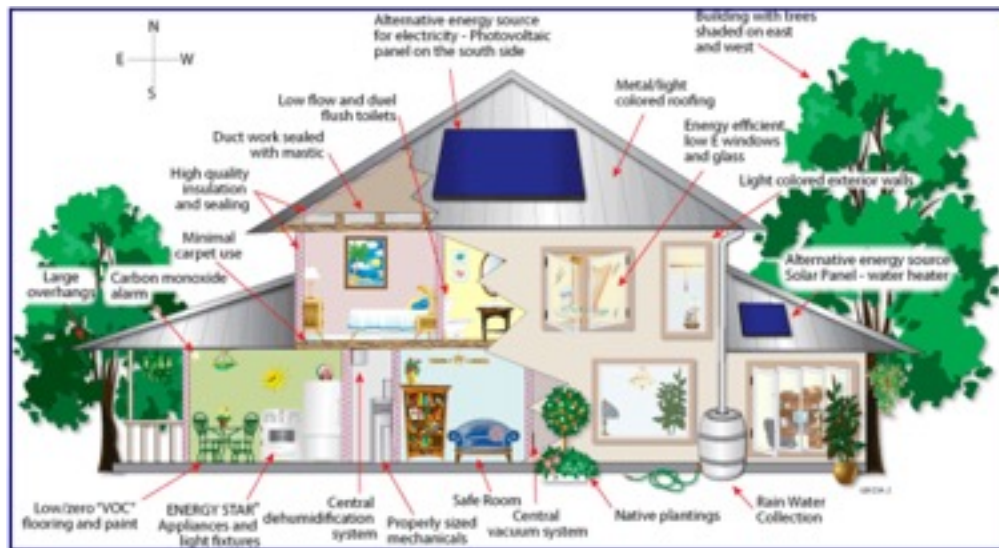 N
E W
S
Alternative energy source
for electricity - Photovoltaic
panel on the south side
Building with trees
shaded on east
and west
Low flow and duel
flush toilets
Metal/light
colored roofing
Duct work sealed
with mastic
Energy efficient
low E windows
and glass
High quality
insulation
and sealing
Light colored exterior walls
Minimal
carpet use
Large
overhangs
Carbon monoxide
alarm
Alternative energy source
Solar Panel - water heater
Low/zero "VOC"
flooring and paint
ENERGY STAR®
Appliances and
light fixtures
Central
dehumidification
system
Properly sized
mechanicals
Safe Room
Central
vacuum system
Native plantings
Rain Water
Collection